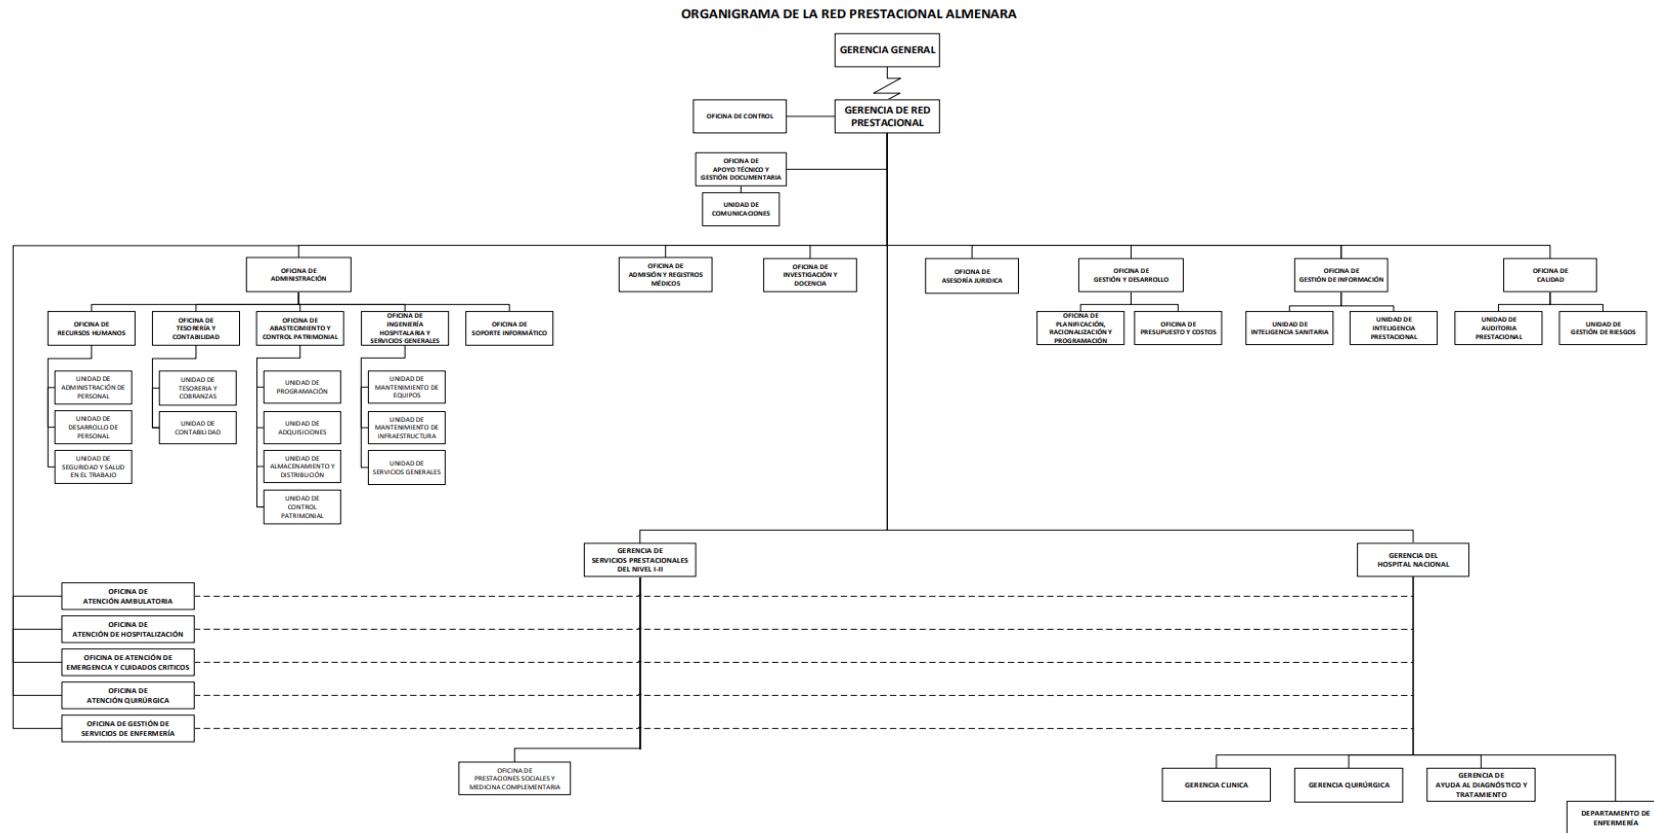 ORGANIGRAMA DE LA RED PRESTACIONAL ALMENARA
GERENCIA GENERAL
GERENCIA DE RED
PRESTACIONAL
OFICINA DE CONTROL
OFICINA DE
APOYO TÉCNICO Y
GESTIÓN DOCUMENTARIA
UNIDAD DE
COMUNICACIONES
OFICINA DE
ADMINISTRACIÓN
OFICINA DE
ADMISIÓN Y REGISTROS
MÉDICOS
OFICINA DE
INVESTIGACIÓN Y
DOCENCIA
OFICINA DE
ASESORÍA JURIDICA
OFICINA DE
GESTIÓN Y DESARROLLO
OFICINA DE
GESTIÓN DE INFORMACIÓN
OFICINA DE
CALIDAD
OFICINA DE
RECURSOS HUMANOS
OFICINA DE
TESORERÍA Y
CONTABILIDAD
OFICINA DE
ABASTECIMIENTO Y
CONTROL PATRIMONIAL
OFICINA DE
INGENIERÍA
HOSPITALARIA Y
SERVICIOS GENERALES
OFICINA DE
SOPORTE INFORMÁTICO
OFICINA DE
PLANIFICACIÓN,
RACIONALIZACIÓN Y
PROGRAMACIÓN
OFICINA DE
PRESUPUESTO Y COSTOS
UNIDAD DE
INTELIGENCIA SANITARIA
UNIDAD DE
INTELIGENCIA
PRESTACIONAL
UNIDAD DE
AUDITORIA
PRESTACIONAL
UNIDAD DE
GESTIÓN DE RIESGOS
UNIDAD DE
ADMINISTRACIÓN DE
PERSONAL
UNIDAD DE
TESORERIA Y
COBRANZAS
UNIDAD DE
PROGRAMACIÓN
UNIDAD DE
MANTENIMIENTO DE
EQUIPOS
UNIDAD DE
DESARROLLO DE
PERSONAL
UNIDAD DE
CONTABILIDAD
UNIDAD DE
ADQUISICIONES
UNIDAD DE
MANTENIMIENTO DE
INFRAESTRUCTURA
UNIDAD DE
SEGURIDAD Y SALUD
EN EL TRABAJO
UNIDAD DE
ALMACENAMIENTO Y
DISTRIBUCIÓN
UNIDAD DE
SERVICIOS GENERALES
UNIDAD DE
CONTROL
PATRIMONIAL
GERENCIA DE
SERVICIOS PRESTACIONALES
DEL NIVEL I-II
GERENCIA DEL
HOSPITAL NACIONAL
OFICINA DE
ATENCIÓN AMBULATORIA
OFICINA DE
ATENCIÓN DE HOSPITALIZACIÓN
OFICINA DE ATENCIÓN DE
EMERGENCIA Y CUIDADOS CRITICOS
OFICINA DE
ATENCIÓN QUIRÚRGICA
OFICINA DE GESTIÓN DE
SERVICIOS DE ENFERMERÍA
OFICINA DE
PRESTACIONES SOCIALES Y
MEDICINA COMPLEMENTARIA
GERENCIA CLINICA
GERENCIA QUIRÚRGICA
GERENCIA DE
AYUDA AL DIAGNÓSTICO Y
TRATAMIENTO
DEPARTAMENTO DE
ENFERMERÍA